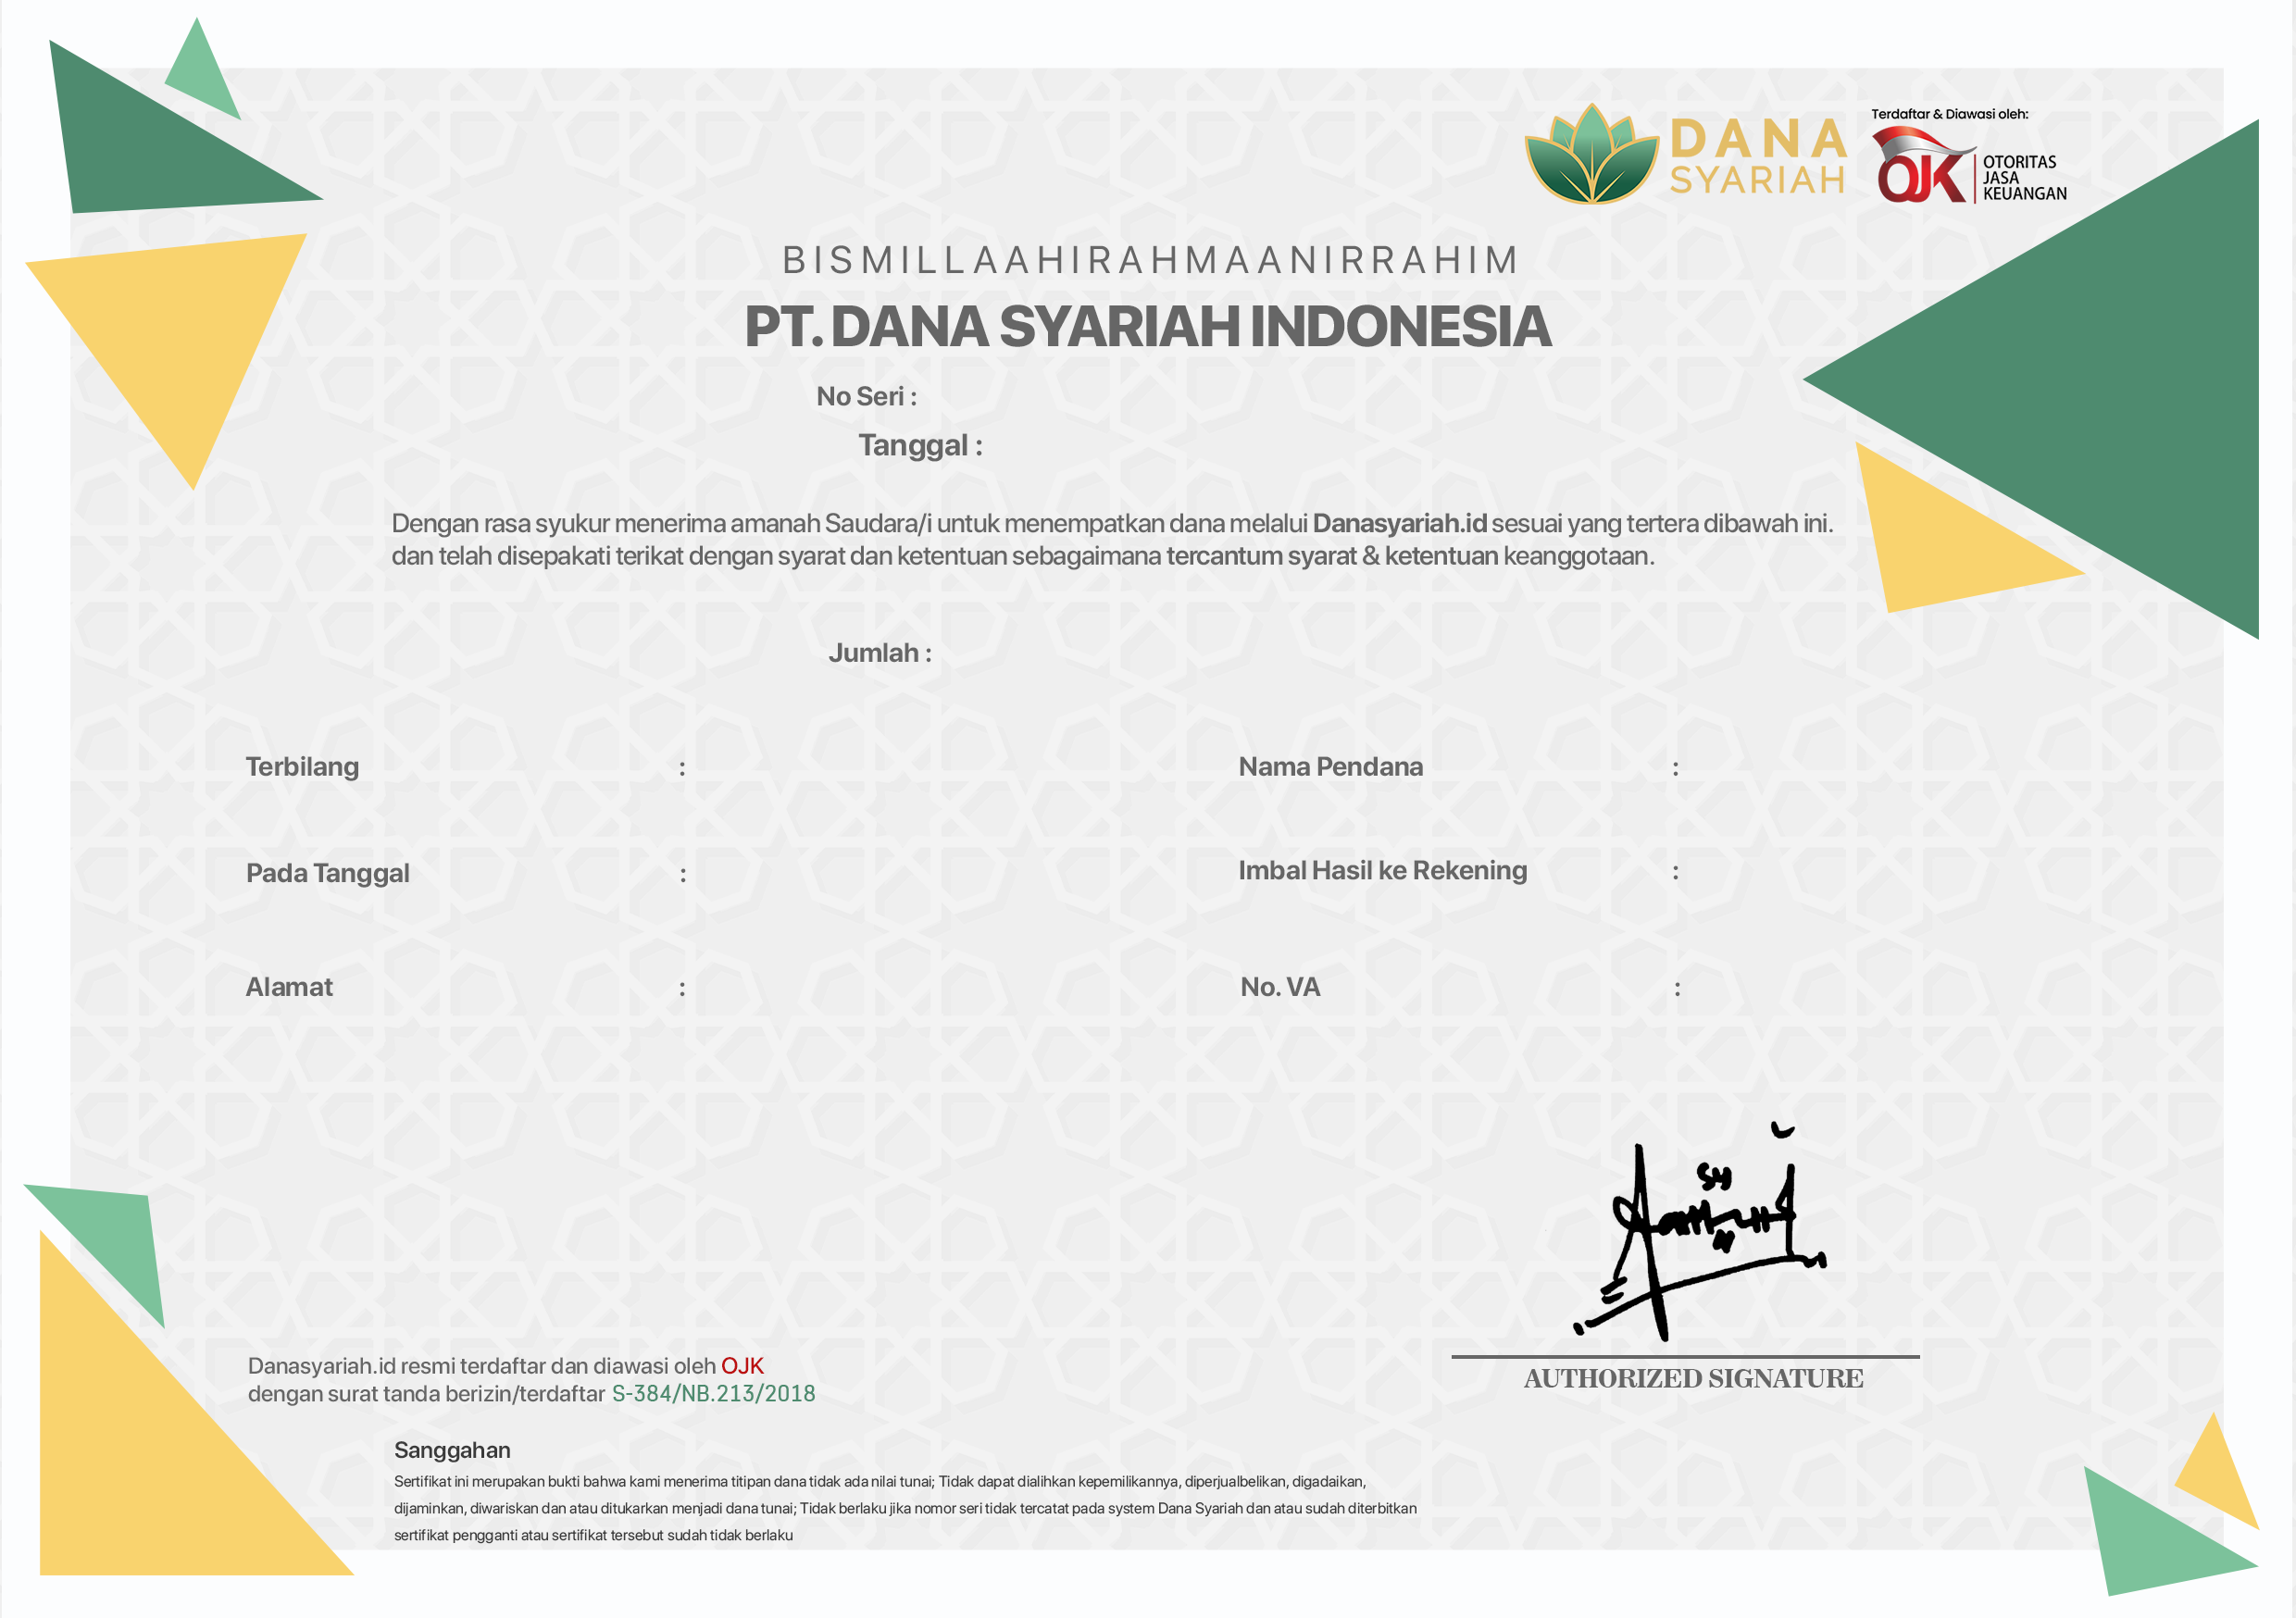 DANA
SYARIAH
Terdaftar & Diawasi oleh:
OJK
OTORITAS
JASA
KEUANGAN
BISMILLAAHIRAHMAANIRRAHIM
PT. DANA SYARIAH INDONESIA
No Seri :
Tanggal :
Dengan rasa syukur menerima amanah Saudara/i untuk menempatkan dana melalui Danasyariah.id sesuai yang tertera dibawah ini.
dan telah disepakati terikat dengan syarat dan ketentuan sebagaimana tercantum syarat & ketentuan keanggotaan.
Jumlah :
Terbilang :
Nama Pendana :
Pada Tanggal :
Imbal Hasil ke Rekening :
Alamat :
No. VA :
AUTHORIZED SIGNATURE
Danasyariah.id resmi terdaftar dan diawasi oleh OJK
dengan surat tanda berizin/terdaftar S-384/NB.213/2018
Sanggahan
Sertifikat ini merupakan bukti bahwa kami menerima titipan dana tidak ada nilai tunai; Tidak dapat dialihkan kepemilikannya, diperjualbelikan, digadaikan,
dijaminkan, diwariskan dan atau ditukarkan menjadi dana tunai; Tidak berlaku jika nomor seri tidak tercatat pada system Dana Syariah dan atau sudah diterbitkan
sertifikat pengganti atau sertifikat tersebut sudah tidak berlaku